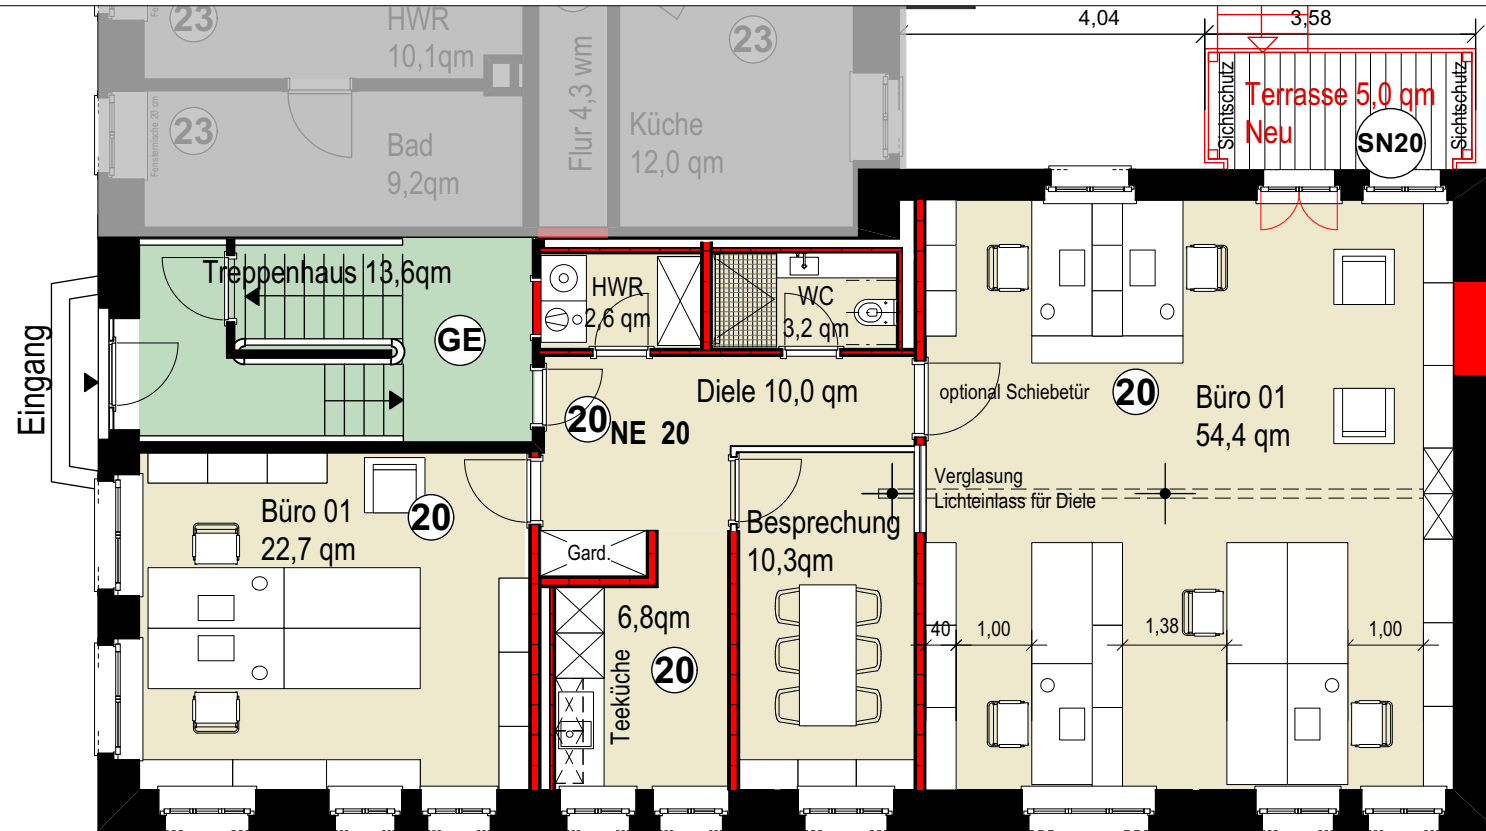 23
HWR
10,1qm
Flur 4,3 wm
23
4,04
3,58
Fensternische 20 cm
23
Bad
9,2qm
Küche
12,0 qm
Sichtschutz
Terrasse 5,0 qm
Neu
SN20
Sichtschutz
Treppenhaus 13,6qm
HWR
2,6 qm
WC
3,2 qm
GE
Eingang
Diele 10,0 qm
optional Schiebetür
20
Büro 01
54,4 qm
20
NE 20
Verglasung
Lichteinlass für Diele
Büro 01
22,7 qm
20
Besprechung
10,3qm
Gard.
6,8qm
Teeküche
20
40
1,00
1,38
1,00